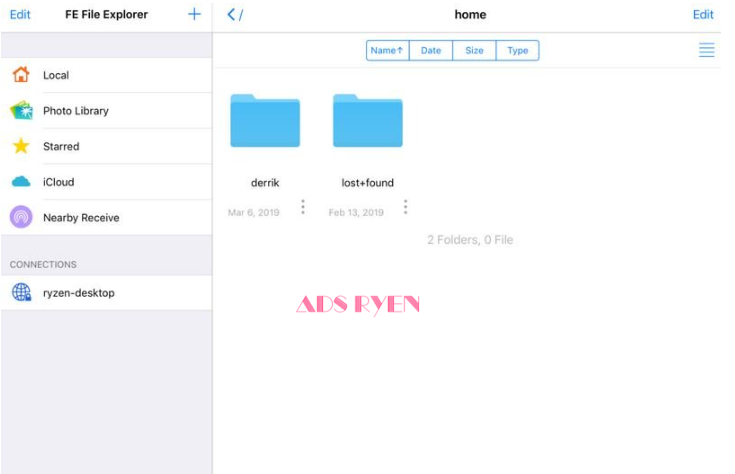 Edit FE File Explorer +
Local
Photo Library
Starred
iCloud
Nearby Receive
CONNECTIONS
ryzen-desktop
/ home Edit
Name↑ Date Size Type
derrik lost+found
Mar 6, 2019 Feb 13, 2019
2 Folders, 0 File
ADS RYEN